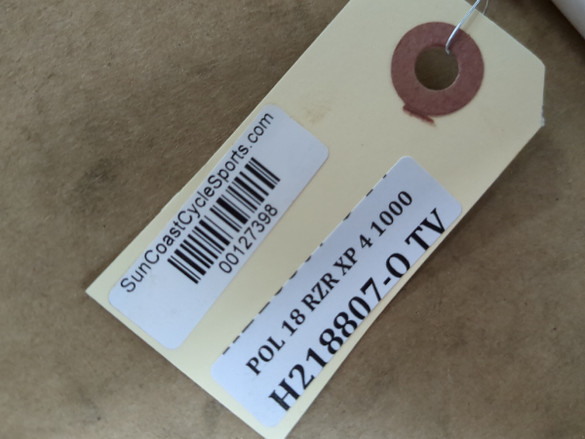 SunCoastCycleSports.com
00127398
POL 18 RZR XP 4 1000
H218807-O TV